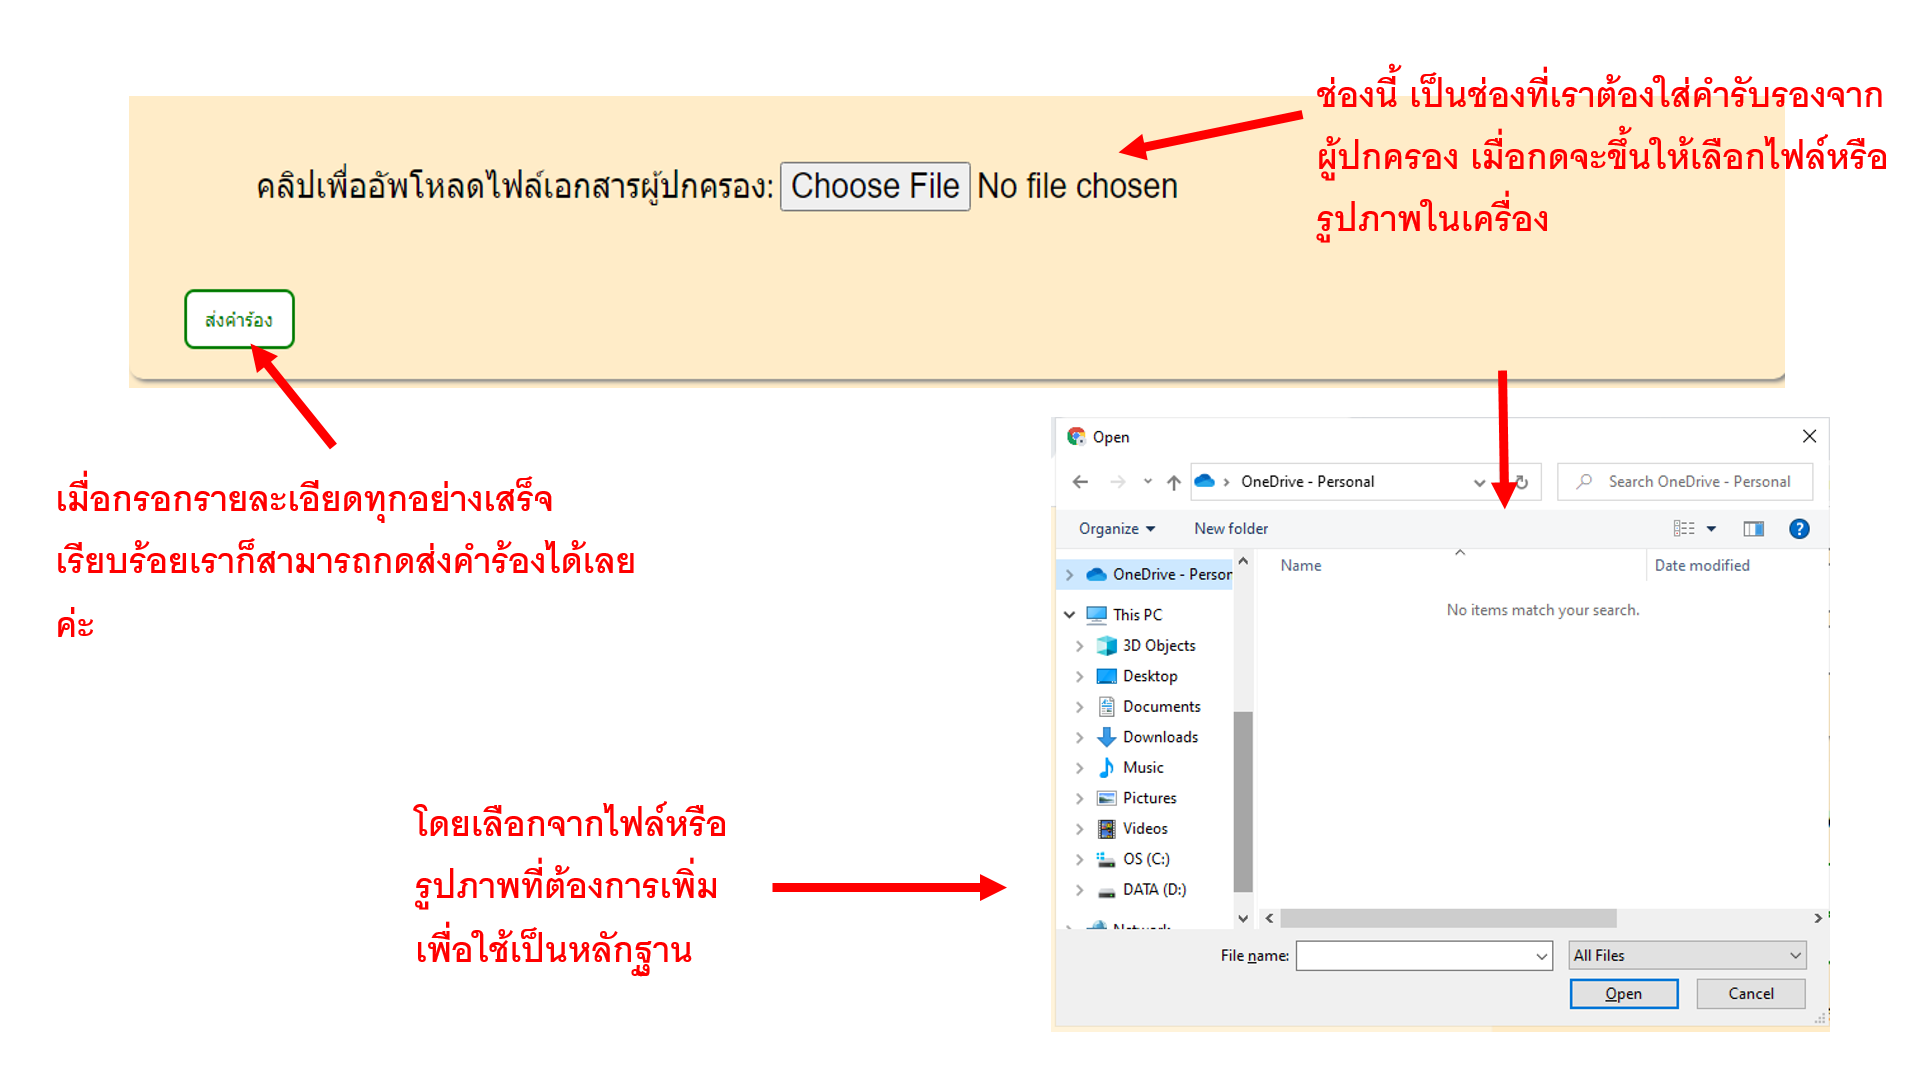 ช่องนี้ เป็นช่องที่เราต้องใส่คำรับรองจาก
ผู้ปกครอง เมื่อกดจะขึ้นให้เลือกไฟล์หรือ
รูปภาพในเครื่อง
คลิปเพื่ออัพโหลดไฟล์เอกสารผู้ปกครอง: Choose File No file chosen
ส่งคำร้อง
เมื่อกรอกรายละเอียดทุกอย่างเสร็จ
เรียบร้อยเราก็สามารถกดส่งคำร้องได้เลย
ค่ะ
Open
OneDrive - Personal
Search OneDrive - Personal
Organize
New folder
Name
Date modified
No items match your search.
OneDrive - Person
This PC
3D Objects
Desktop
Documents
Downloads
Music
Pictures
Videos
OS (C:)
DATA (D:)
Network
File name:
All Files
Open
Cancel
โดยเลือกจากไฟล์หรือ
รูปภาพที่ต้องการเพิ่ม
เพื่อใช้เป็นหลักฐาน